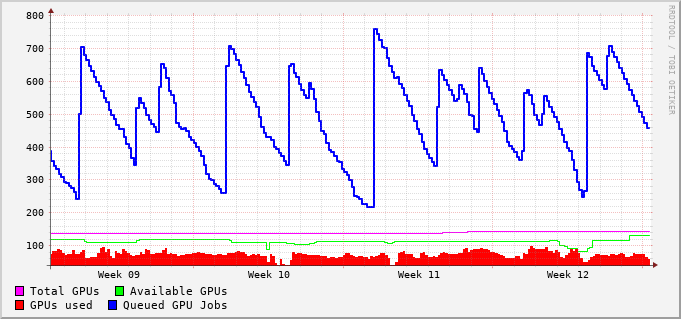 800
700
600
500
400
300
200
100
Week 09 Week 10 Week 11 Week 12
Total GPUs Available GPUs
GPUs used Queued GPU Jobs
RRDTOOL / TOBI OETIKER